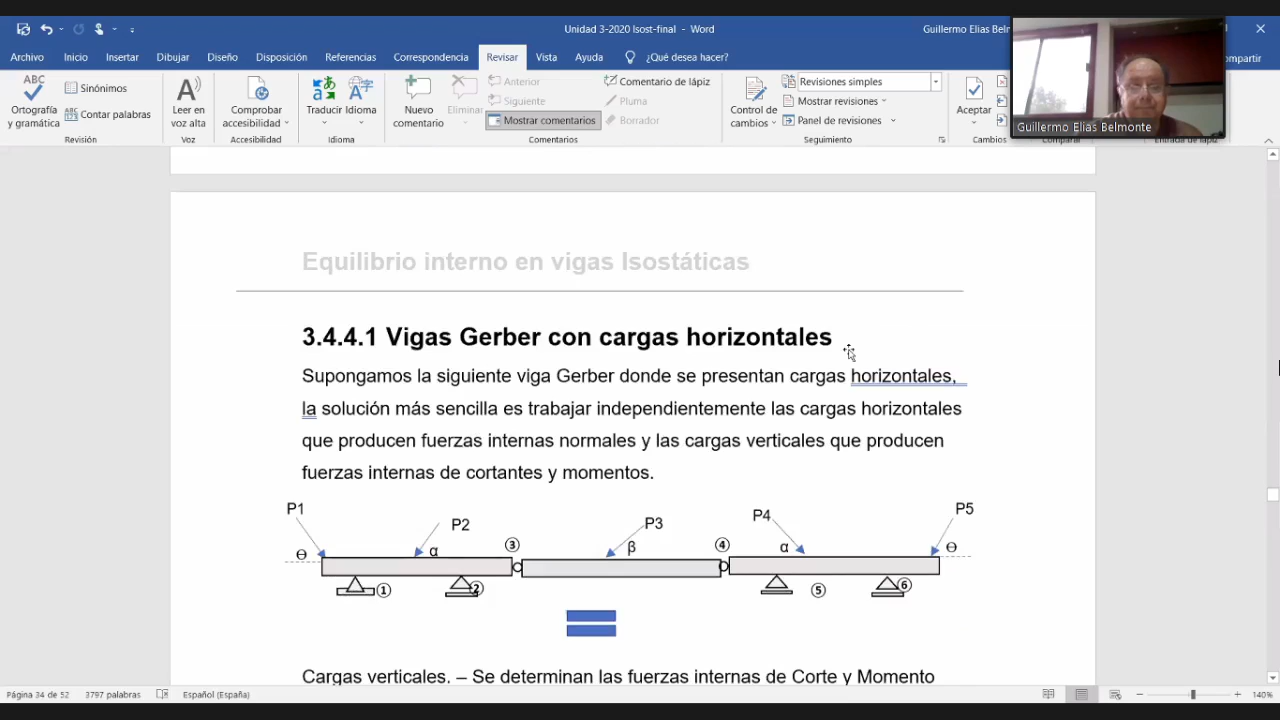 Unidad 3-2020 Isost-final - Word
Guillermo Elias Belm
Archivo Inicio Insertar Dibujar Diseño Disposición Referencias Correspondencia Revisar Vista Ayuda ¿Qué desea hacer?
ABC
Ortografía
y gramática
Sinónimos
ABC
123
Contar palabras
Revisión
Leer en
voz alta
Voz
Comprobar
accesibilidad
Accesibilidad
Traducir
Idioma
Idioma
Nuevo
comentario
Eliminar
Anterior
Siguiente
Mostrar comentarios
Comentario de lápiz
Pluma
Borrador
Comentarios
Control de
cambios
Revisiones simples
Mostrar revisiones
Panel de revisiones
Seguimiento
Aceptar
Cambios
Guillermo Elias Belmonte
Equilibrio interno en vigas Isostáticas
3.4.4.1 Vigas Gerber con cargas horizontales
Supongamos la siguiente viga Gerber donde se presentan cargas horizontales,
la solución más sencilla es trabajar independientemente las cargas horizontales
que producen fuerzas internas normales y las cargas verticales que producen
fuerzas internas de cortantes y momentos.
P1 P2 P3 P4 P5
ϴ α ③ β ④ α ϴ
① ② ⑤ ⑥
Cargas verticales. – Se determinan las fuerzas internas de Corte y Momento
Página 34 de 52 3797 palabras Español (España) 140%